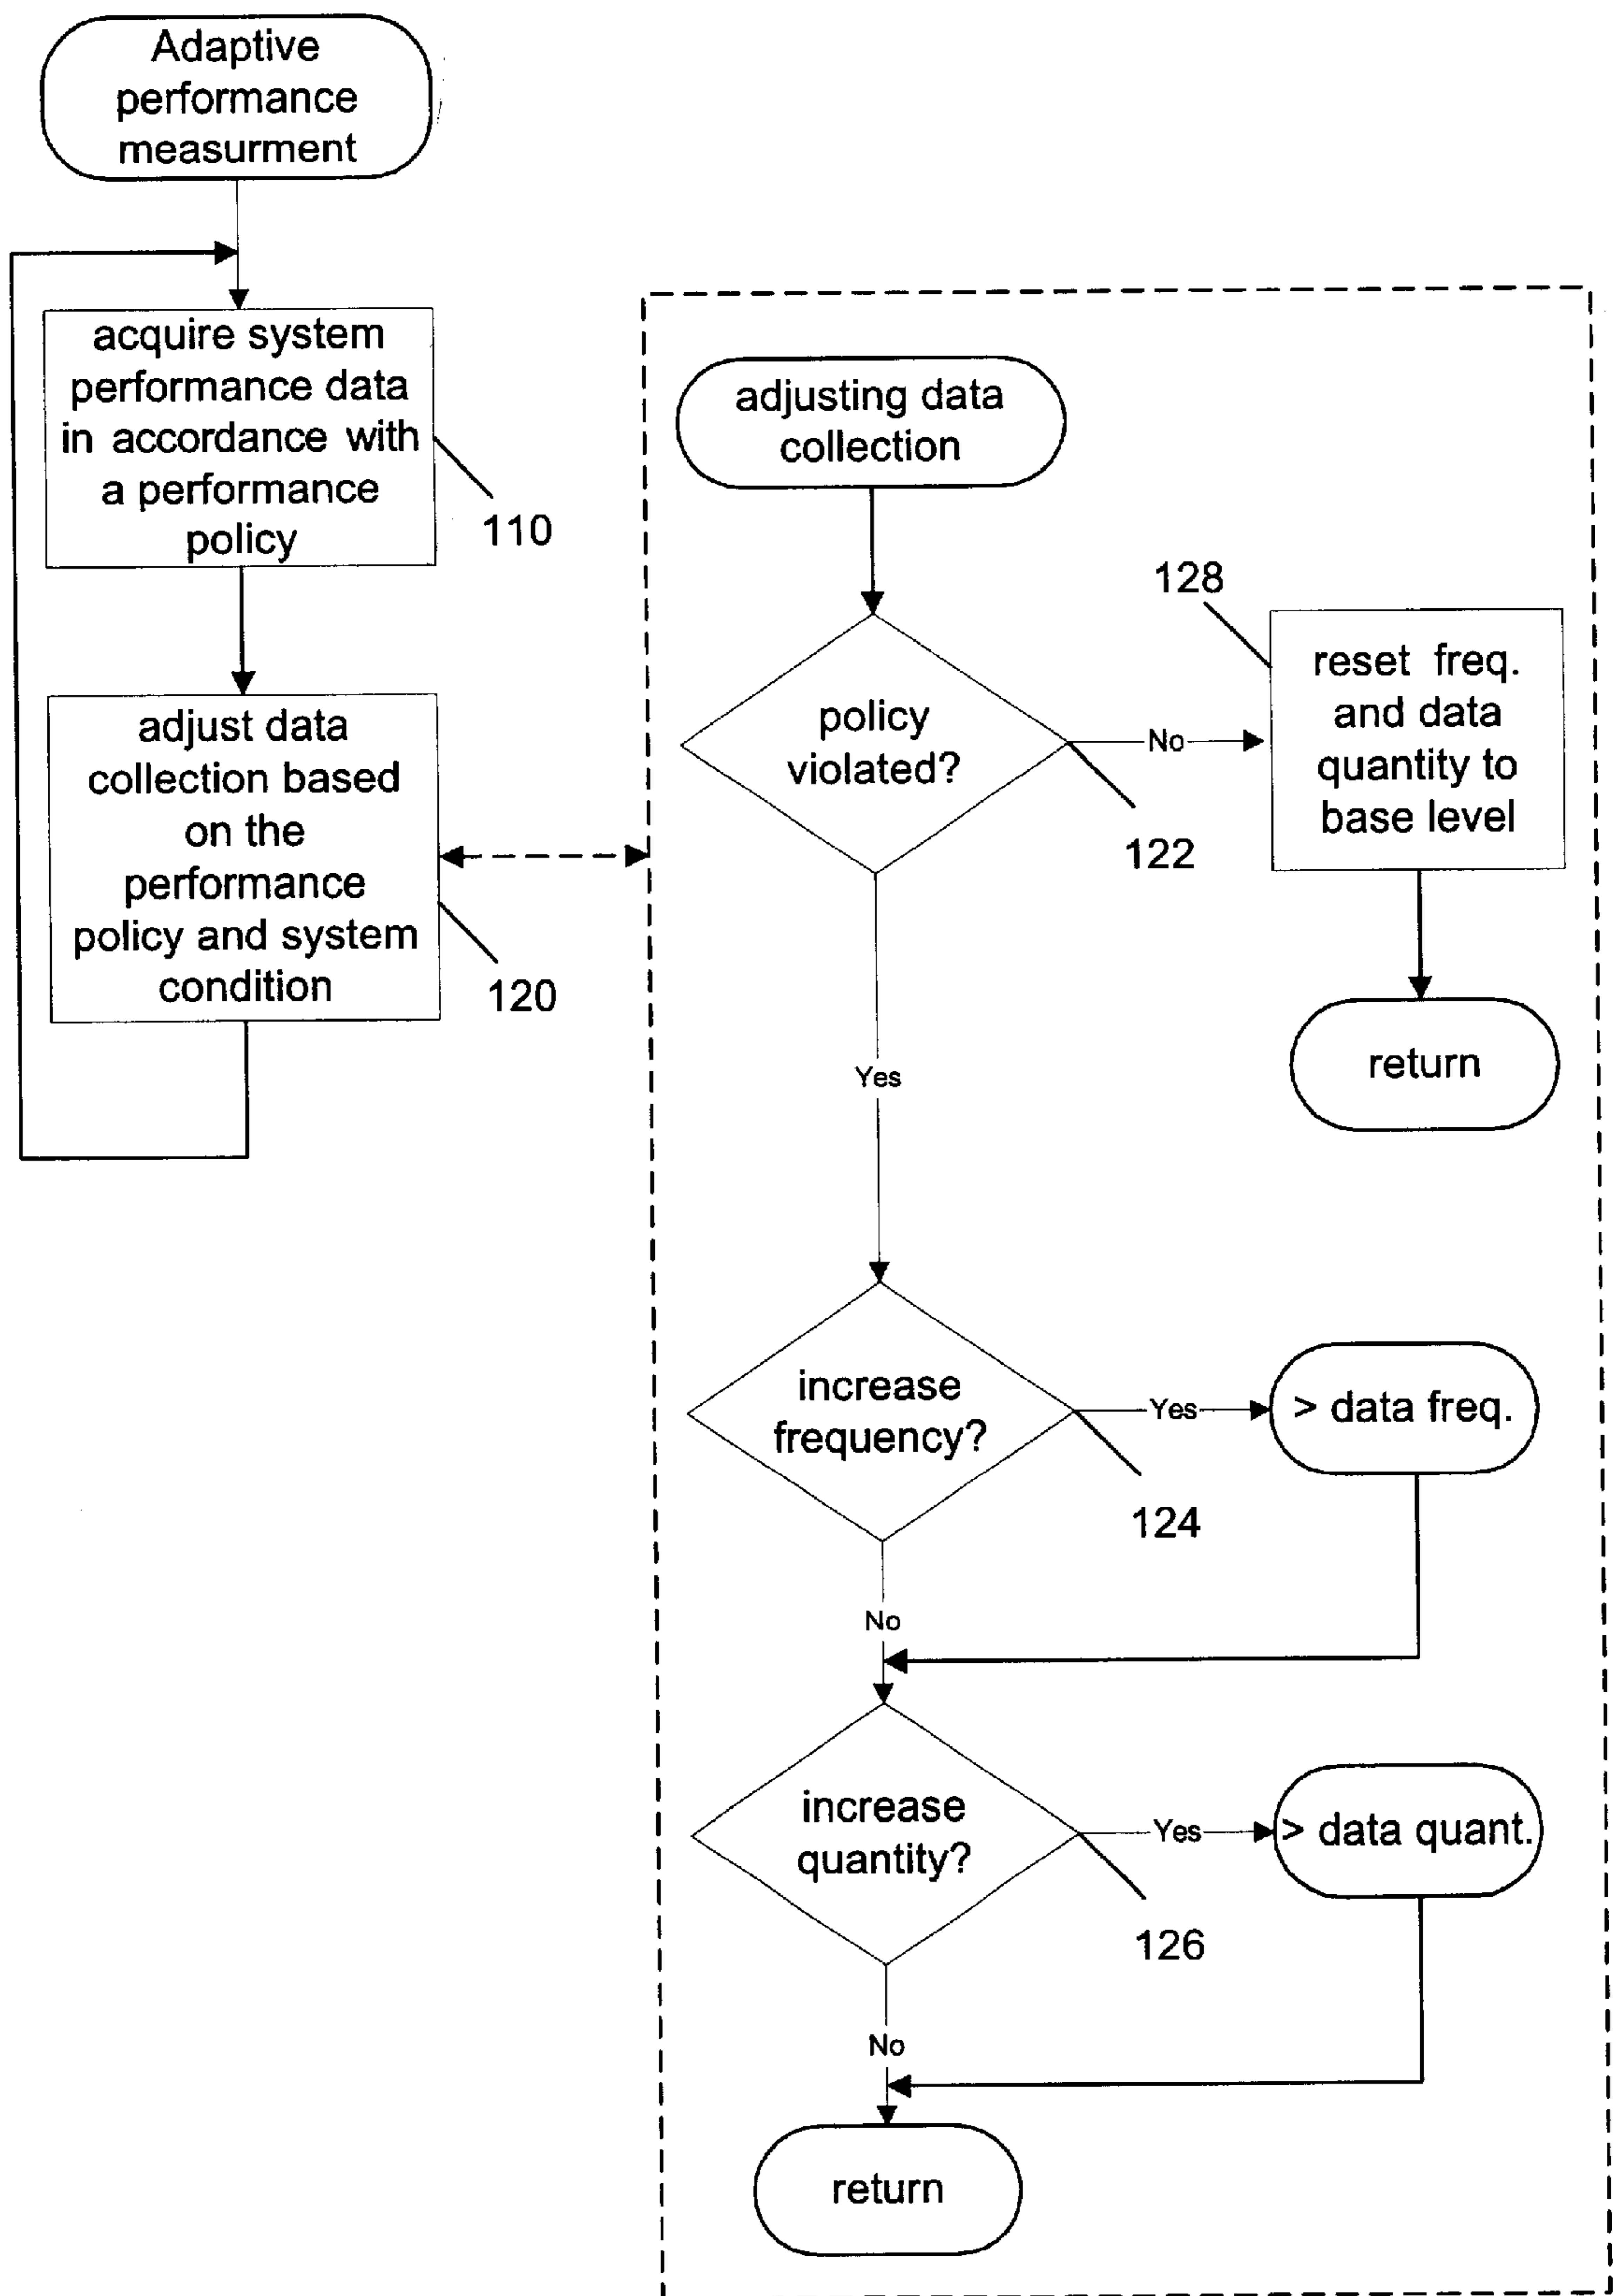 Adaptive
performance
measurment
acquire system
performance data
in accordance with
a performance
policy
110
adjust data
collection based
on the
performance
policy and system
condition
120
adjusting data
collection
policy
violated?
No
122
128
reset freq.
and data
quantity to
base level
return
Yes
increase
frequency?
Yes
> data freq.
124
No
increase
quantity?
Yes
> data quant.
126
No
return